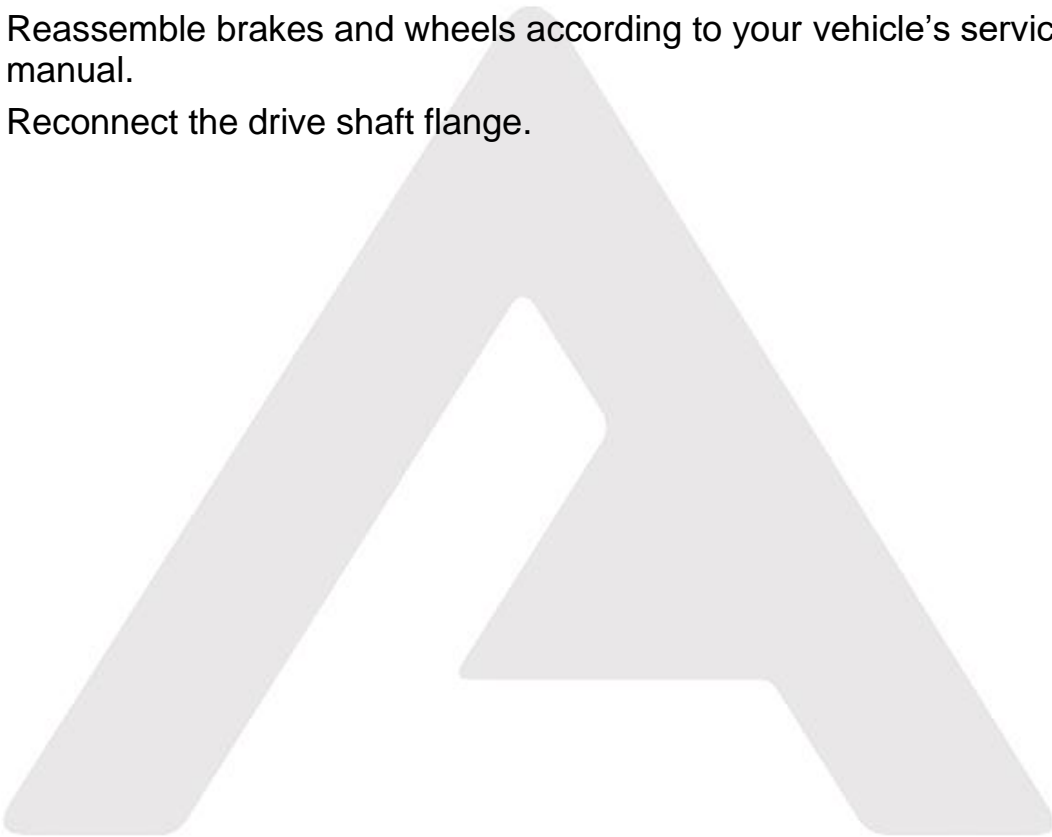 Reassemble brakes and wheels according to your vehicle’s servic
manual.
Reconnect the drive shaft flange.